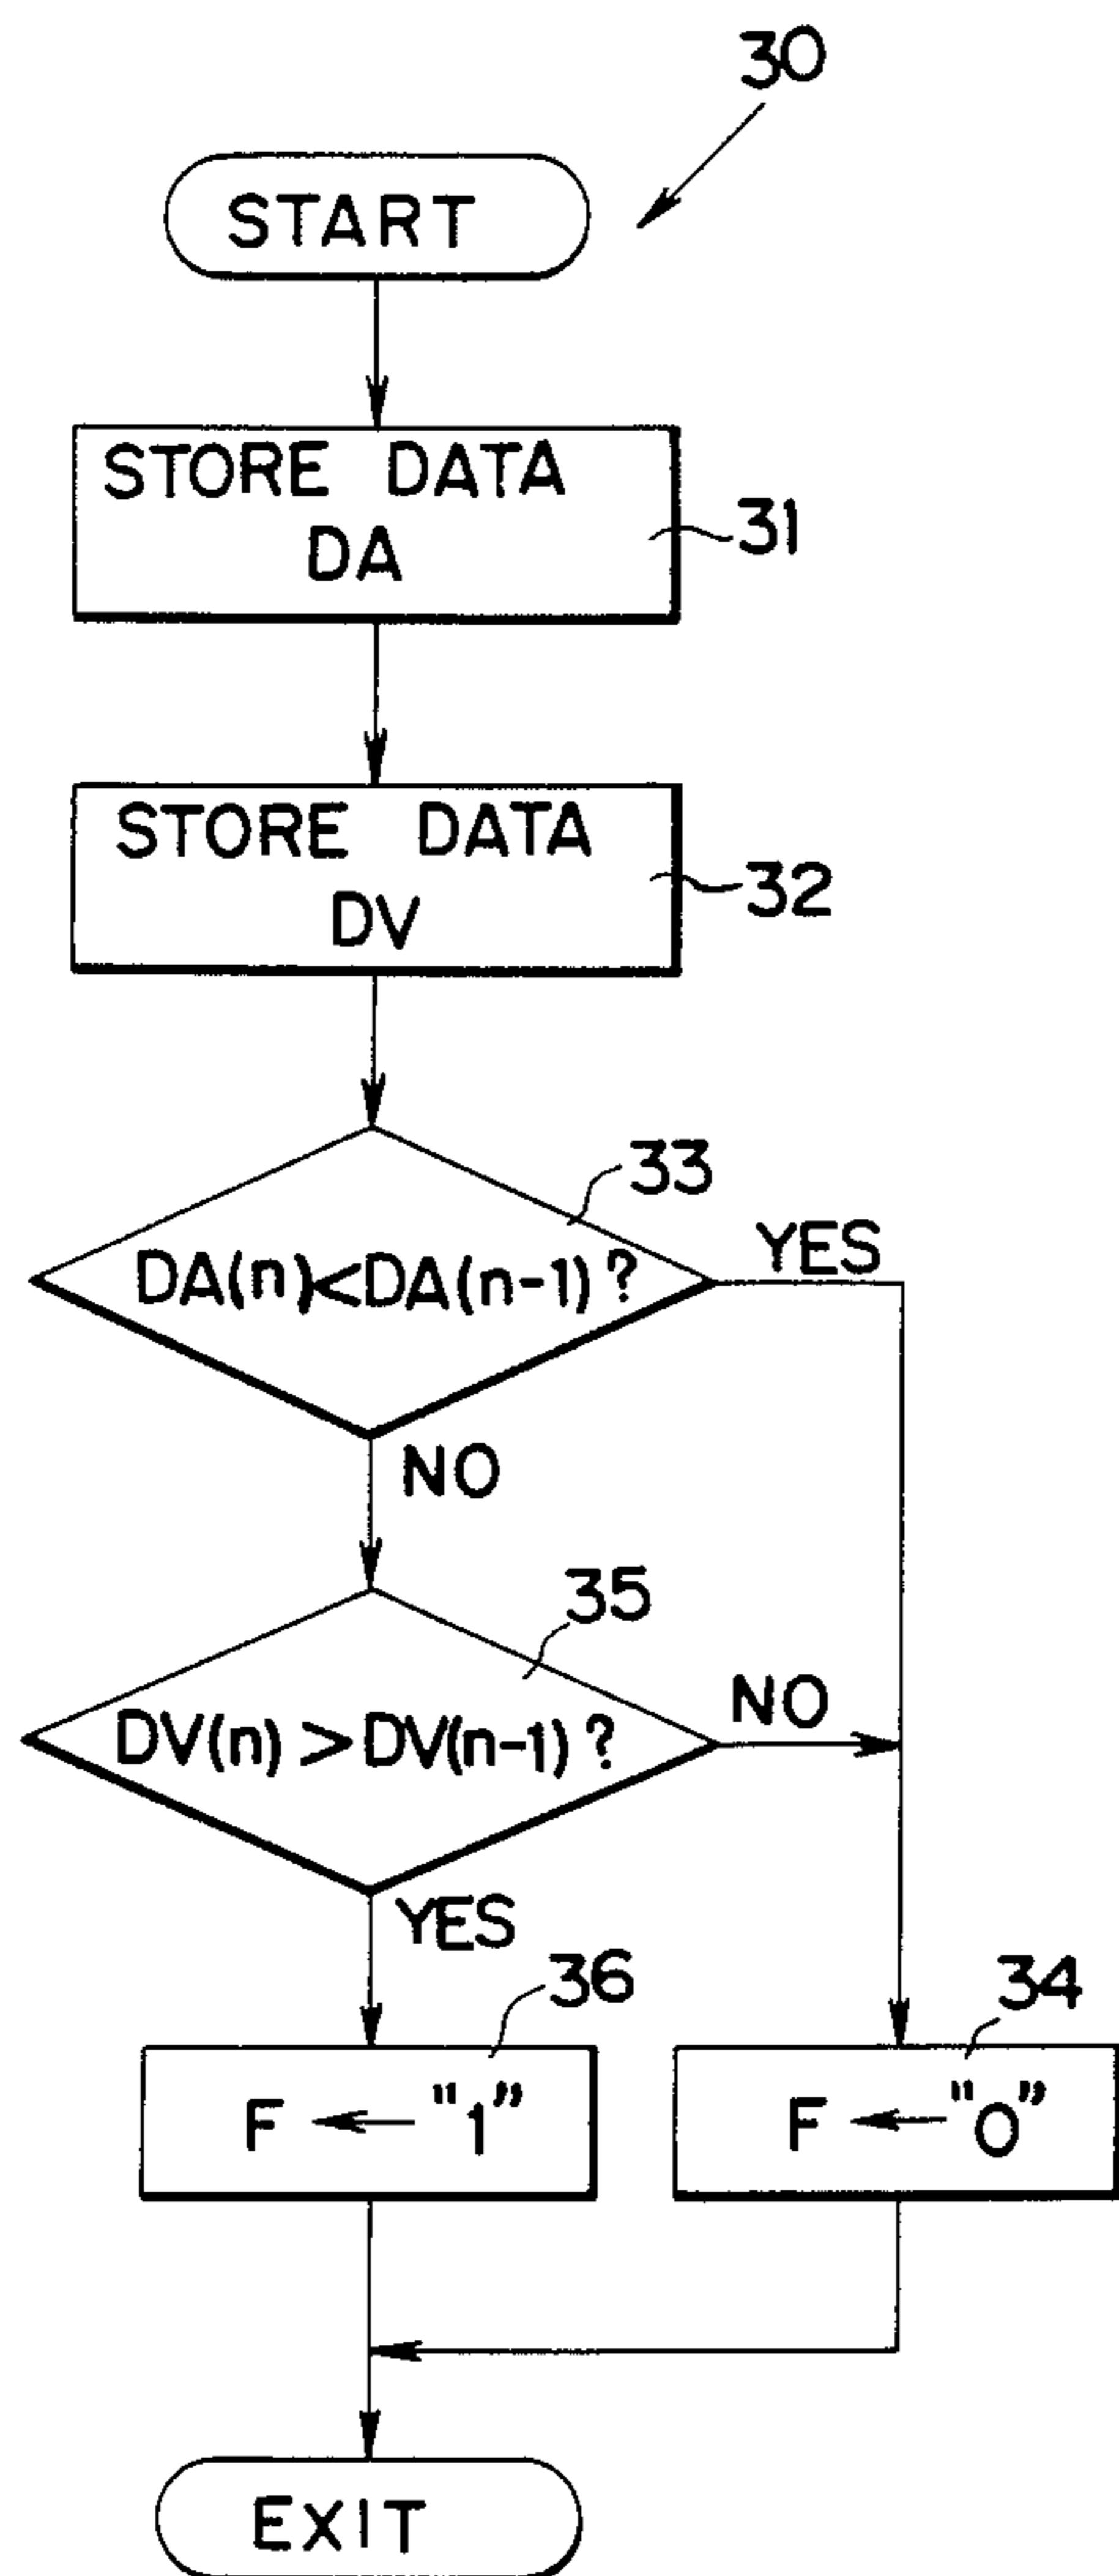 30
START
STORE DATA
DA
31
STORE DATA
DV
32
33
DA(n)<DA(n-1)?
YES
NO
35
DV(n)>DV(n-1)?
NO
YES
36
F ← "1"
34
F ← "0"
EXIT